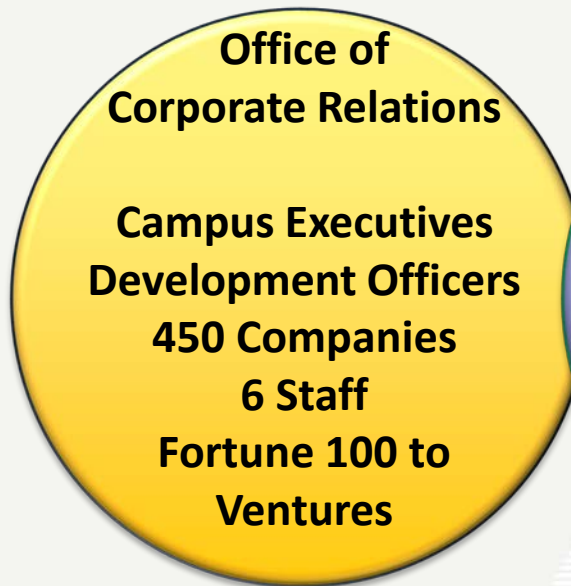 Office of
Corporate Relations
Campus Executives
Development Officers
450 Companies
6 Staff
Fortune 100 to
Ventures